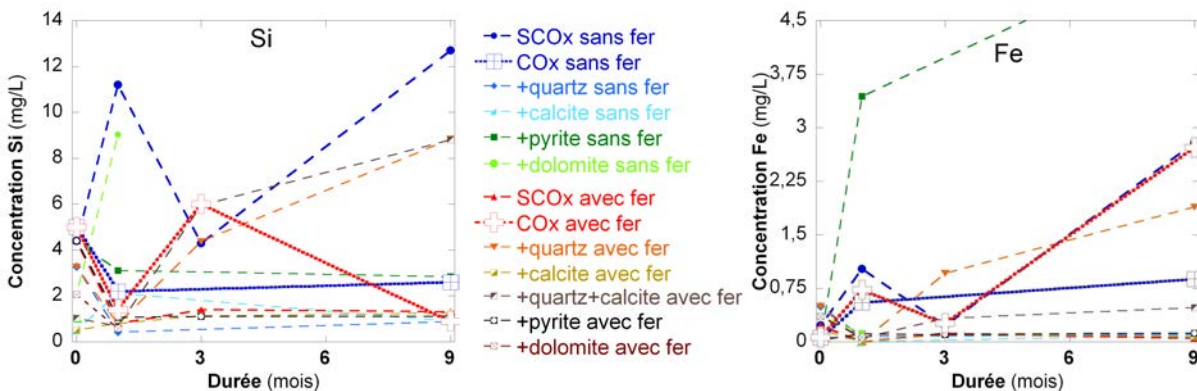 Si
Concentration Si (mg/L)
14
12
10
8
6
4
2
0
0
3
6
9
Durée (mois)
SCOx sans fer
COx sans fer
+quartz sans fer
+calcite sans fer
+pyrite sans fer
+dolomite sans fer
SCOx avec fer
COx avec fer
+quartz avec fer
+calcite avec fer
+quartz+calcite avec fer
+pyrite avec fer
+dolomite avec fer
Fe
Concentration Fe (mg/L)
4,5
3,75
3
2,25
1,5
0,75
0
0
3
6
9
Durée (mois)